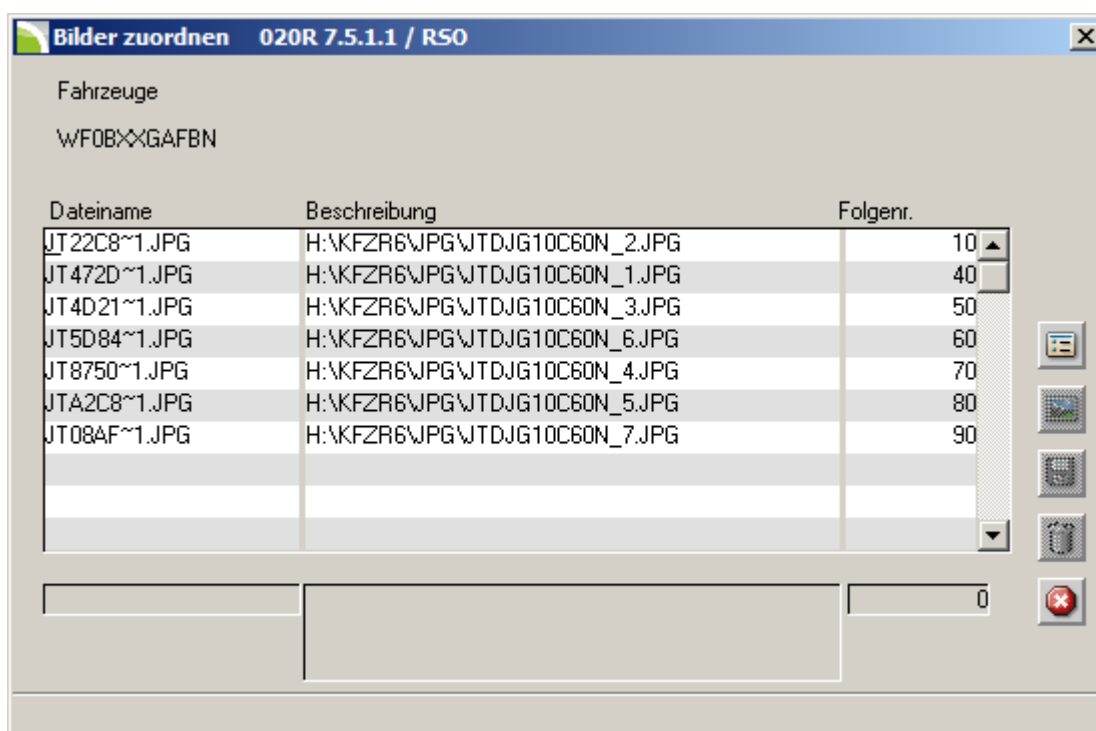 Bilder zuordnen 020R 7.5.1.1 / RSO
Fahrzeuge
WF0BXXGAFBN
Dateiname Beschreibung Folgenr.
JT22C8~1.JPG H:\KFZR6\JPG\JTDJG10C60N_2.JPG 10
JT472D~1.JPG H:\KFZR6\JPG\JTDJG10C60N_1.JPG 40
JT4D21~1.JPG H:\KFZR6\JPG\JTDJG10C60N_3.JPG 50
JT5D84~1.JPG H:\KFZR6\JPG\JTDJG10C60N_6.JPG 60
JT8750~1.JPG H:\KFZR6\JPG\JTDJG10C60N_4.JPG 70
JTA2C8~1.JPG H:\KFZR6\JPG\JTDJG10C60N_5.JPG 80
JT08AF~1.JPG H:\KFZR6\JPG\JTDJG10C60N_7.JPG 90
0